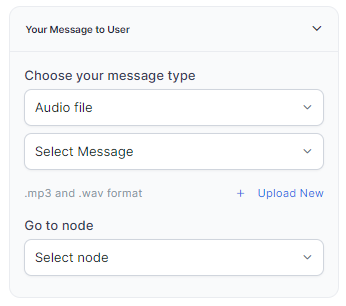 Your Message to User
Choose your message type
Audio file
Select Message
.mp3 and .wav format + Upload New
Go to node
Select node